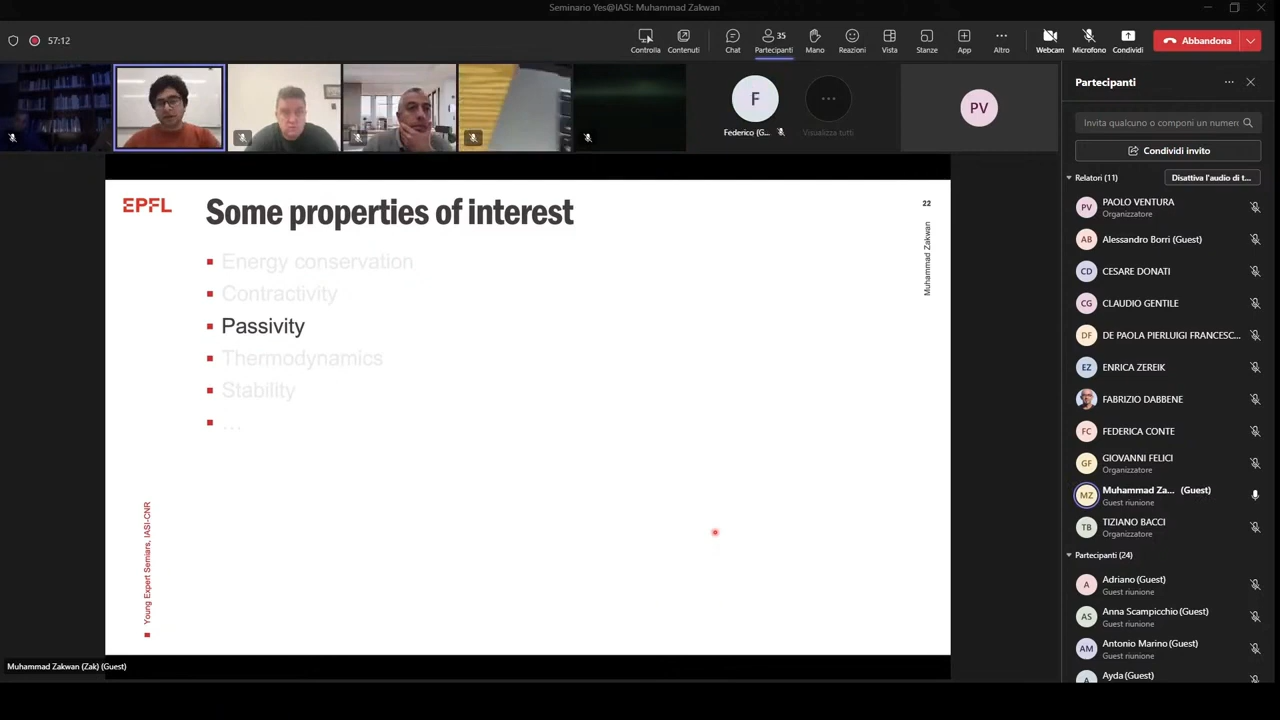 Seminario Yes@IASI: Muhammad Zakwan
57:12
Controlla
Contenuti
Chat
35
Partecipanti
Mano
Reazioni
Vista
Stanze
App
Altro
Webcam
Microfono
Condividi
Abbandona
F
Federico (G...
Visualizza tutti
PV
EPFL
Some properties of interest
22
Muhammad Zakwan
Energy conservation
Contractivity
Passivity
Thermodynamics
Stability
...
Young Expert Semiars, IASI-CNR
Muhammad Zakwan (Zak) (Guest)
Partecipanti
Invita qualcuno o componi un numero
Condividi invito
Relatori (11)
Disattiva l'audio di t...
PV PAOLO VENTURA
Organizzatore
AB Alessandro Borri (Guest)
CD CESARE DONATI
CG CLAUDIO GENTILE
DF DE PAOLA PIERLUIGI FRANCESC...
EZ ENRICA ZEREIK
FABRIZIO DABBENE
FC FEDERICA CONTE
GF GIOVANNI FELICI
Organizzatore
MZ Muhammad Za... (Guest)
Guest riunione
TB TIZIANO BACCI
Organizzatore
Partecipanti (24)
A Adriano (Guest)
Guest riunione
AS Anna Scampicchio (Guest)
Guest riunione
AM Antonio Marino (Guest)
Guest riunione
A Ayda (Guest)